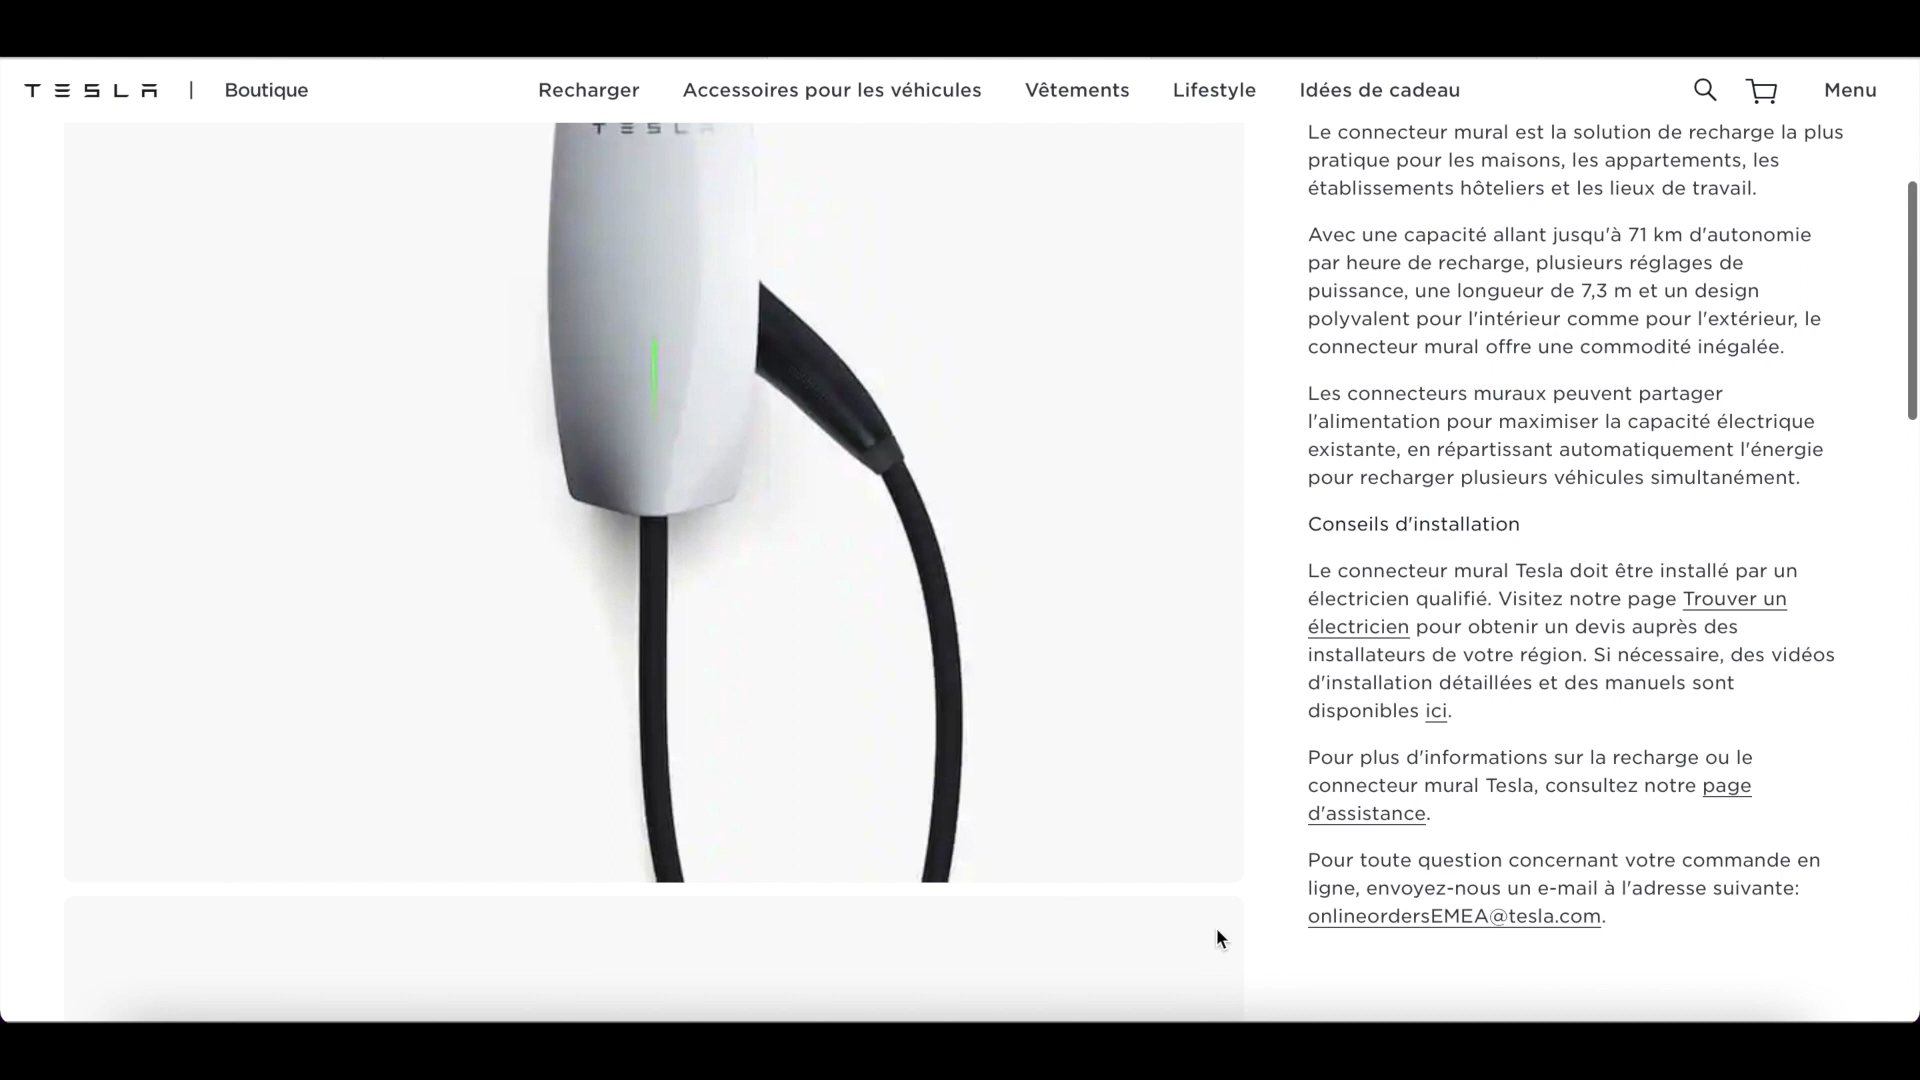 TESLA | Boutique Recharger Accessoires pour les véhicules Vêtements Lifestyle Idées de cadeau Menu
TESLA
Le connecteur mural est la solution de recharge la plus
pratique pour les maisons, les appartements, les
établissements hôteliers et les lieux de travail.
Avec une capacité allant jusqu'à 71 km d'autonomie
par heure de recharge, plusieurs réglages de
puissance, une longueur de 7,3 m et un design
polyvalent pour l'intérieur comme pour l'extérieur, le
connecteur mural offre une commodité inégalée.
Les connecteurs muraux peuvent partager
l'alimentation pour maximiser la capacité électrique
existante, en répartissant automatiquement l'énergie
pour recharger plusieurs véhicules simultanément.
Conseils d'installation
Le connecteur mural Tesla doit être installé par un
électricien qualifié. Visitez notre page Trouver un
électricien pour obtenir un devis auprès des
installateurs de votre région. Si nécessaire, des vidéos
d'installation détaillées et des manuels sont
disponibles ici.
Pour plus d'informations sur la recharge ou le
connecteur mural Tesla, consultez notre page
d'assistance.
Pour toute question concernant votre commande en
ligne, envoyez-nous un e-mail à l'adresse suivante:
onlineordersEMEA@tesla.com.